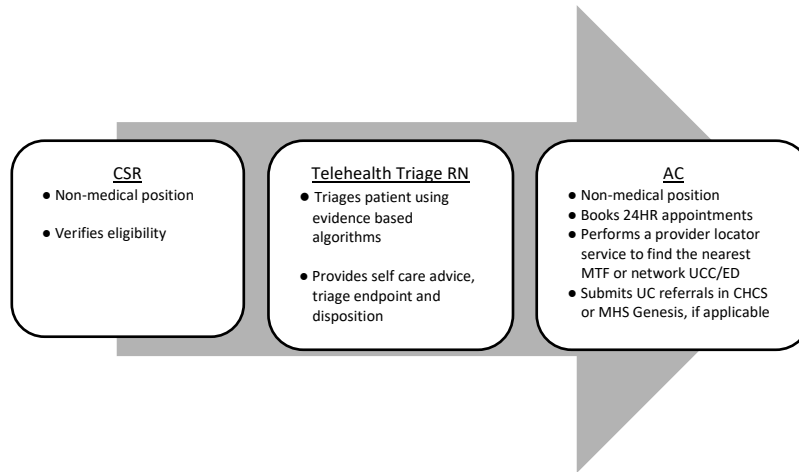 CSR
● Non-medical position
● Verifies eligibility
Telehealth Triage RN
● Triages patient using
evidence based
algorithms
● Provides self care advice,
triage endpoint and
disposition
AC
● Non-medical position
● Books 24HR appointments
● Performs a provider locator
service to find the nearest
MTF or network UCC/ED
● Submits UC referrals in CHCS
or MHS Genesis, if applicable